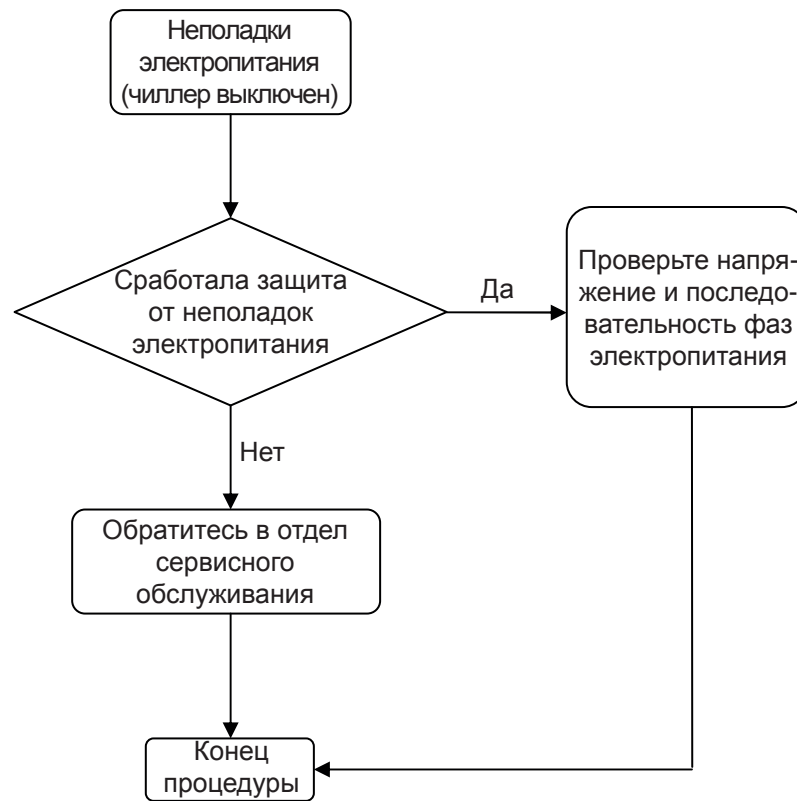 Неполадки
электропитания
(чиллер выключен)
Сработала защита
от неполадок
электропитания
Да
Проверьте напря-
жение и последо-
вательность фаз
электропитания
Нет
Обратитесь в отдел
сервисного
обслуживания
Конец
процедуры